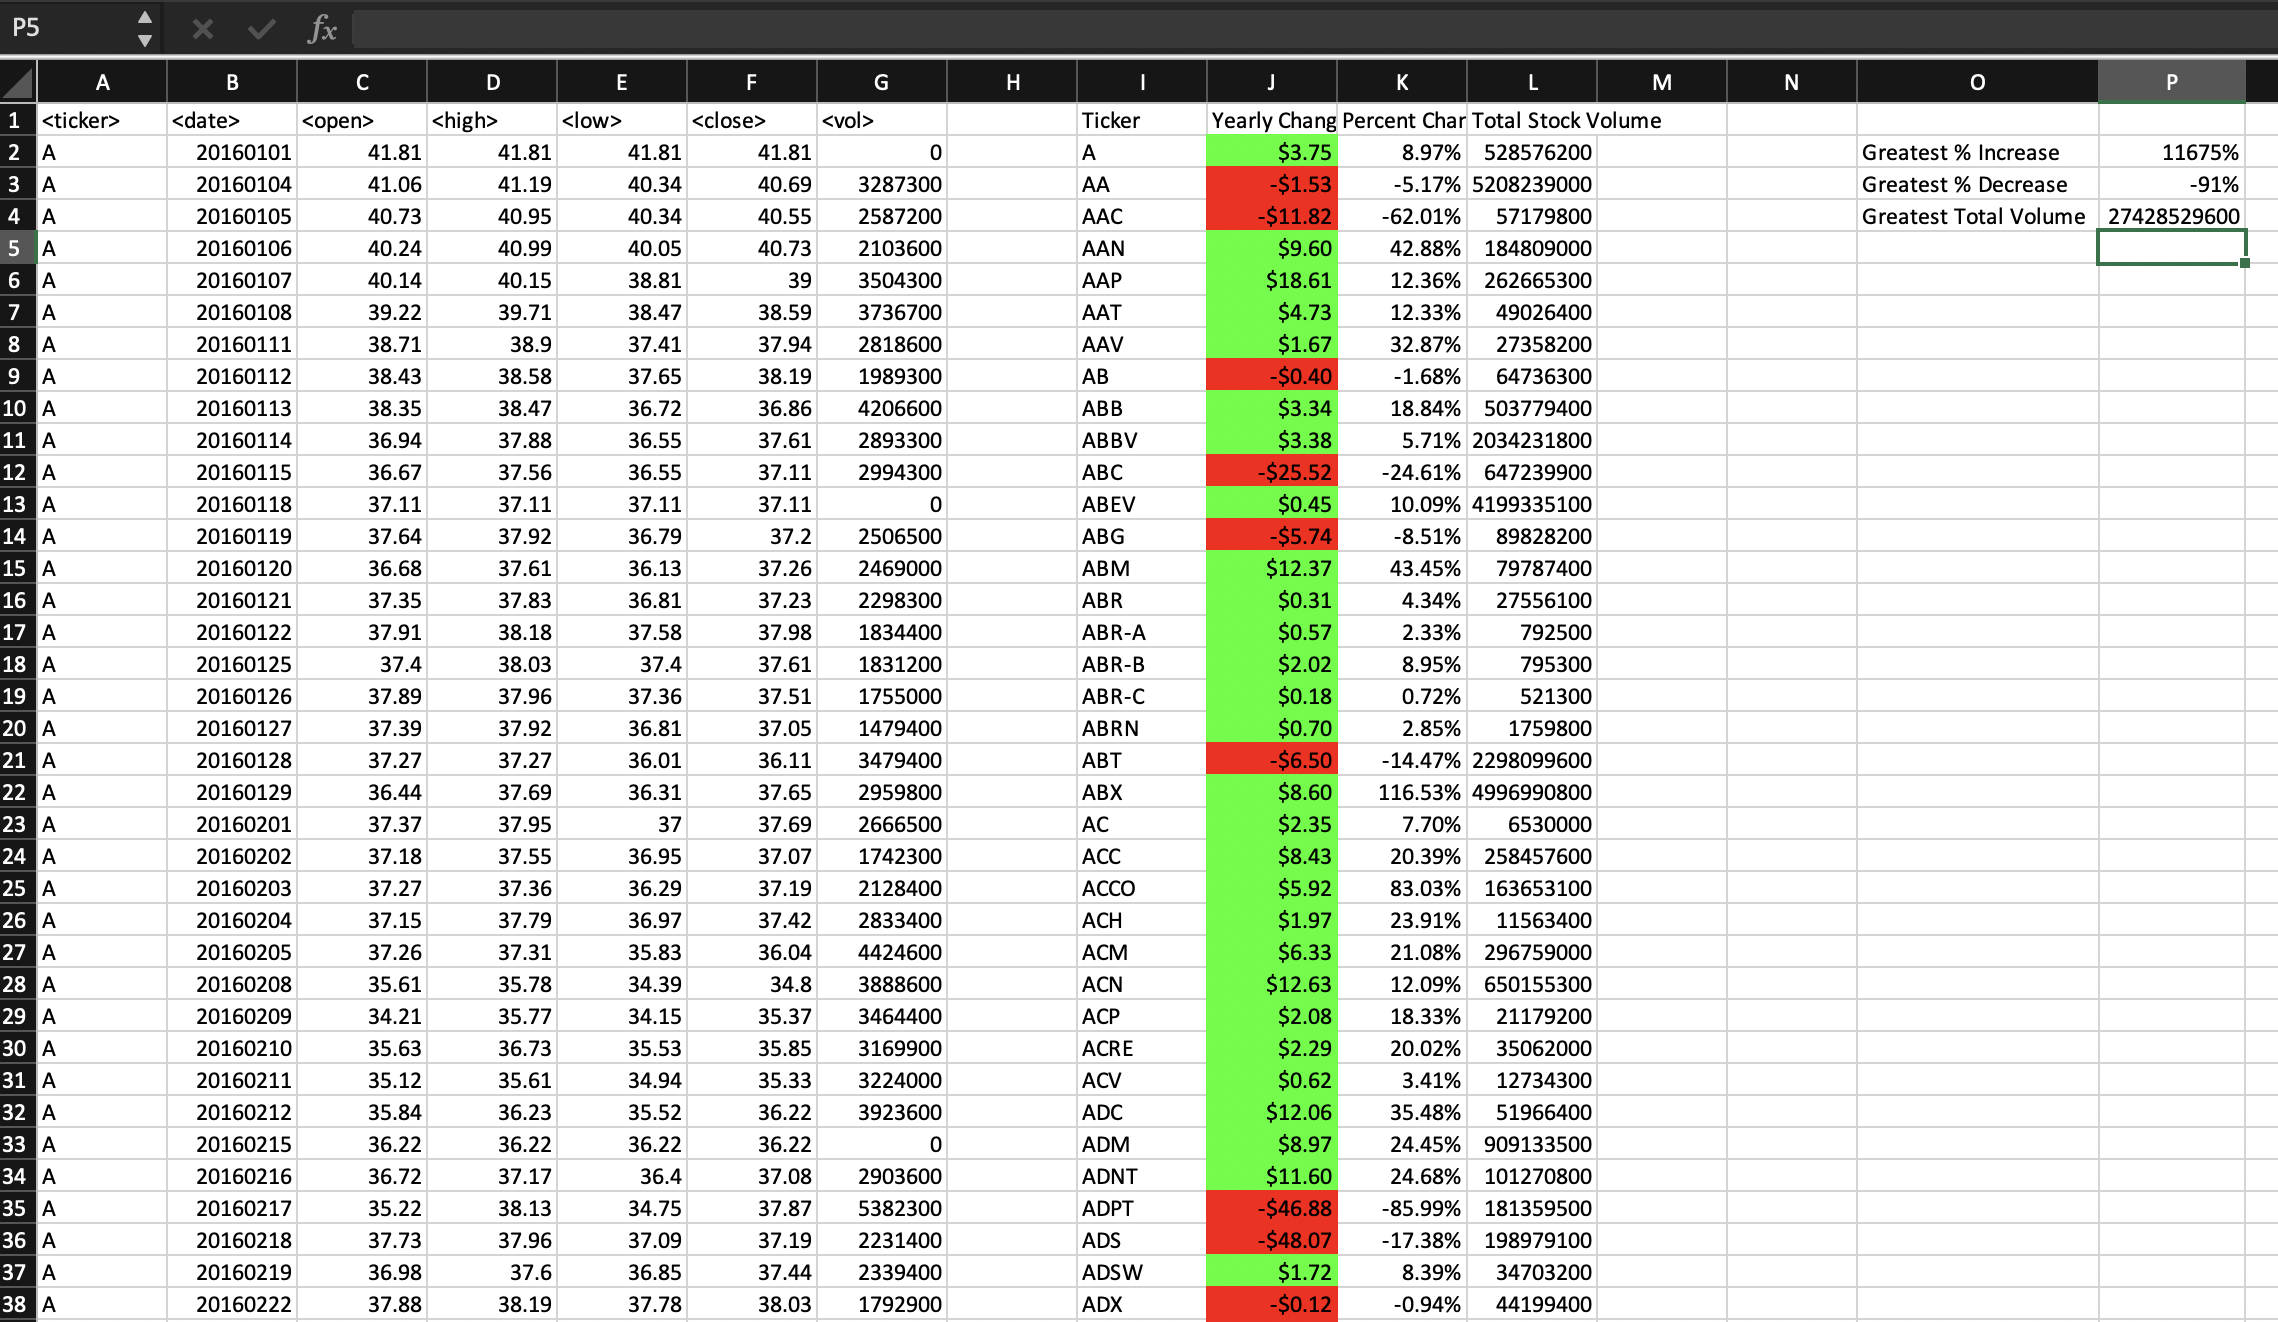 P5 fx
A B C D E F G H I J K L M N O P
1 <ticker> <date> <open> <high> <low> <close> <vol> Ticker Yearly Chang Percent Char Total Stock Volume
2 A 20160101 41.81 41.81 41.81 41.81 0 A $3.75 8.97% 528576200 Greatest % Increase 11675%
3 A 20160104 41.06 41.19 40.34 40.69 3287300 AA -$1.53 -5.17% 5208239000 Greatest % Decrease -91%
4 A 20160105 40.73 40.95 40.34 40.55 2587200 AAC -$11.82 -62.01% 57179800 Greatest Total Volume 27428529600
5 A 20160106 40.24 40.99 40.05 40.73 2103600 AAN $9.60 42.88% 184809000
6 A 20160107 40.14 40.15 38.81 39 3504300 AAP $18.61 12.36% 262665300
7 A 20160108 39.22 39.71 38.47 38.59 3736700 AAT $4.73 12.33% 49026400
8 A 20160111 38.71 38.9 37.41 37.94 2818600 AAV $1.67 32.87% 27358200
9 A 20160112 38.43 38.58 37.65 38.19 1989300 AB -$0.40 -1.68% 64736300
10 A 20160113 38.35 38.47 36.72 36.86 4206600 ABB $3.34 18.84% 503779400
11 A 20160114 36.94 37.88 36.55 37.61 2893300 ABBV $3.38 5.71% 2034231800
12 A 20160115 36.67 37.56 36.55 37.11 2994300 ABC -$25.52 -24.61% 647239900
13 A 20160118 37.11 37.11 37.11 37.11 0 ABEV $0.45 10.09% 4199335100
14 A 20160119 37.64 37.92 36.79 37.2 2506500 ABG -$5.74 -8.51% 89828200
15 A 20160120 36.68 37.61 36.13 37.26 2469000 ABM $12.37 43.45% 79787400
16 A 20160121 37.35 37.83 36.81 37.23 2298300 ABR $0.31 4.34% 27556100
17 A 20160122 37.91 38.18 37.58 37.98 1834400 ABR-A $0.57 2.33% 792500
18 A 20160125 37.4 38.03 37.4 37.61 1831200 ABR-B $2.02 8.95% 795300
19 A 20160126 37.89 37.96 37.36 37.51 1755000 ABR-C $0.18 0.72% 521300
20 A 20160127 37.39 37.92 36.81 37.05 1479400 ABRN $0.70 2.85% 1759800
21 A 20160128 37.27 37.27 36.01 36.11 3479400 ABT -$6.50 -14.47% 2298099600
22 A 20160129 36.44 37.69 36.31 37.65 2959800 ABX $8.60 116.53% 4996990800
23 A 20160201 37.37 37.95 37 37.69 2666500 AC $2.35 7.70% 6530000
24 A 20160202 37.18 37.55 36.95 37.07 1742300 ACC $8.43 20.39% 258457600
25 A 20160203 37.27 37.36 36.29 37.19 2128400 ACCO $5.92 83.03% 163653100
26 A 20160204 37.15 37.79 36.97 37.42 2833400 ACH $1.97 23.91% 11563400
27 A 20160205 37.26 37.31 35.83 36.04 4424600 ACM $6.33 21.08% 296759000
28 A 20160208 35.61 35.78 34.39 34.8 3888600 ACN $12.63 12.09% 650155300
29 A 20160209 34.21 35.77 34.15 35.37 3464400 ACP $2.08 18.33% 21179200
30 A 20160210 35.63 36.73 35.53 35.85 3169900 ACRE $2.29 20.02% 35062000
31 A 20160211 35.12 35.61 34.94 35.33 3224000 ACV $0.62 3.41% 12734300
32 A 20160212 35.84 36.23 35.52 36.22 3923600 ADC $12.06 35.48% 51966400
33 A 20160215 36.22 36.22 36.22 36.22 0 ADM $8.97 24.45% 909133500
34 A 20160216 36.72 37.17 36.4 37.08 2903600 ADNT $11.60 24.68% 101270800
35 A 20160217 35.22 38.13 34.75 37.87 5382300 ADPT -$46.88 -85.99% 181359500
36 A 20160218 37.73 37.96 37.09 37.19 2231400 ADS -$48.07 -17.38% 198979100
37 A 20160219 36.98 37.6 36.85 37.44 2339400 ADSW $1.72 8.39% 34703200
38 A 20160222 37.88 38.19 37.78 38.03 1792900 ADX -$0.12 -0.94% 44199400